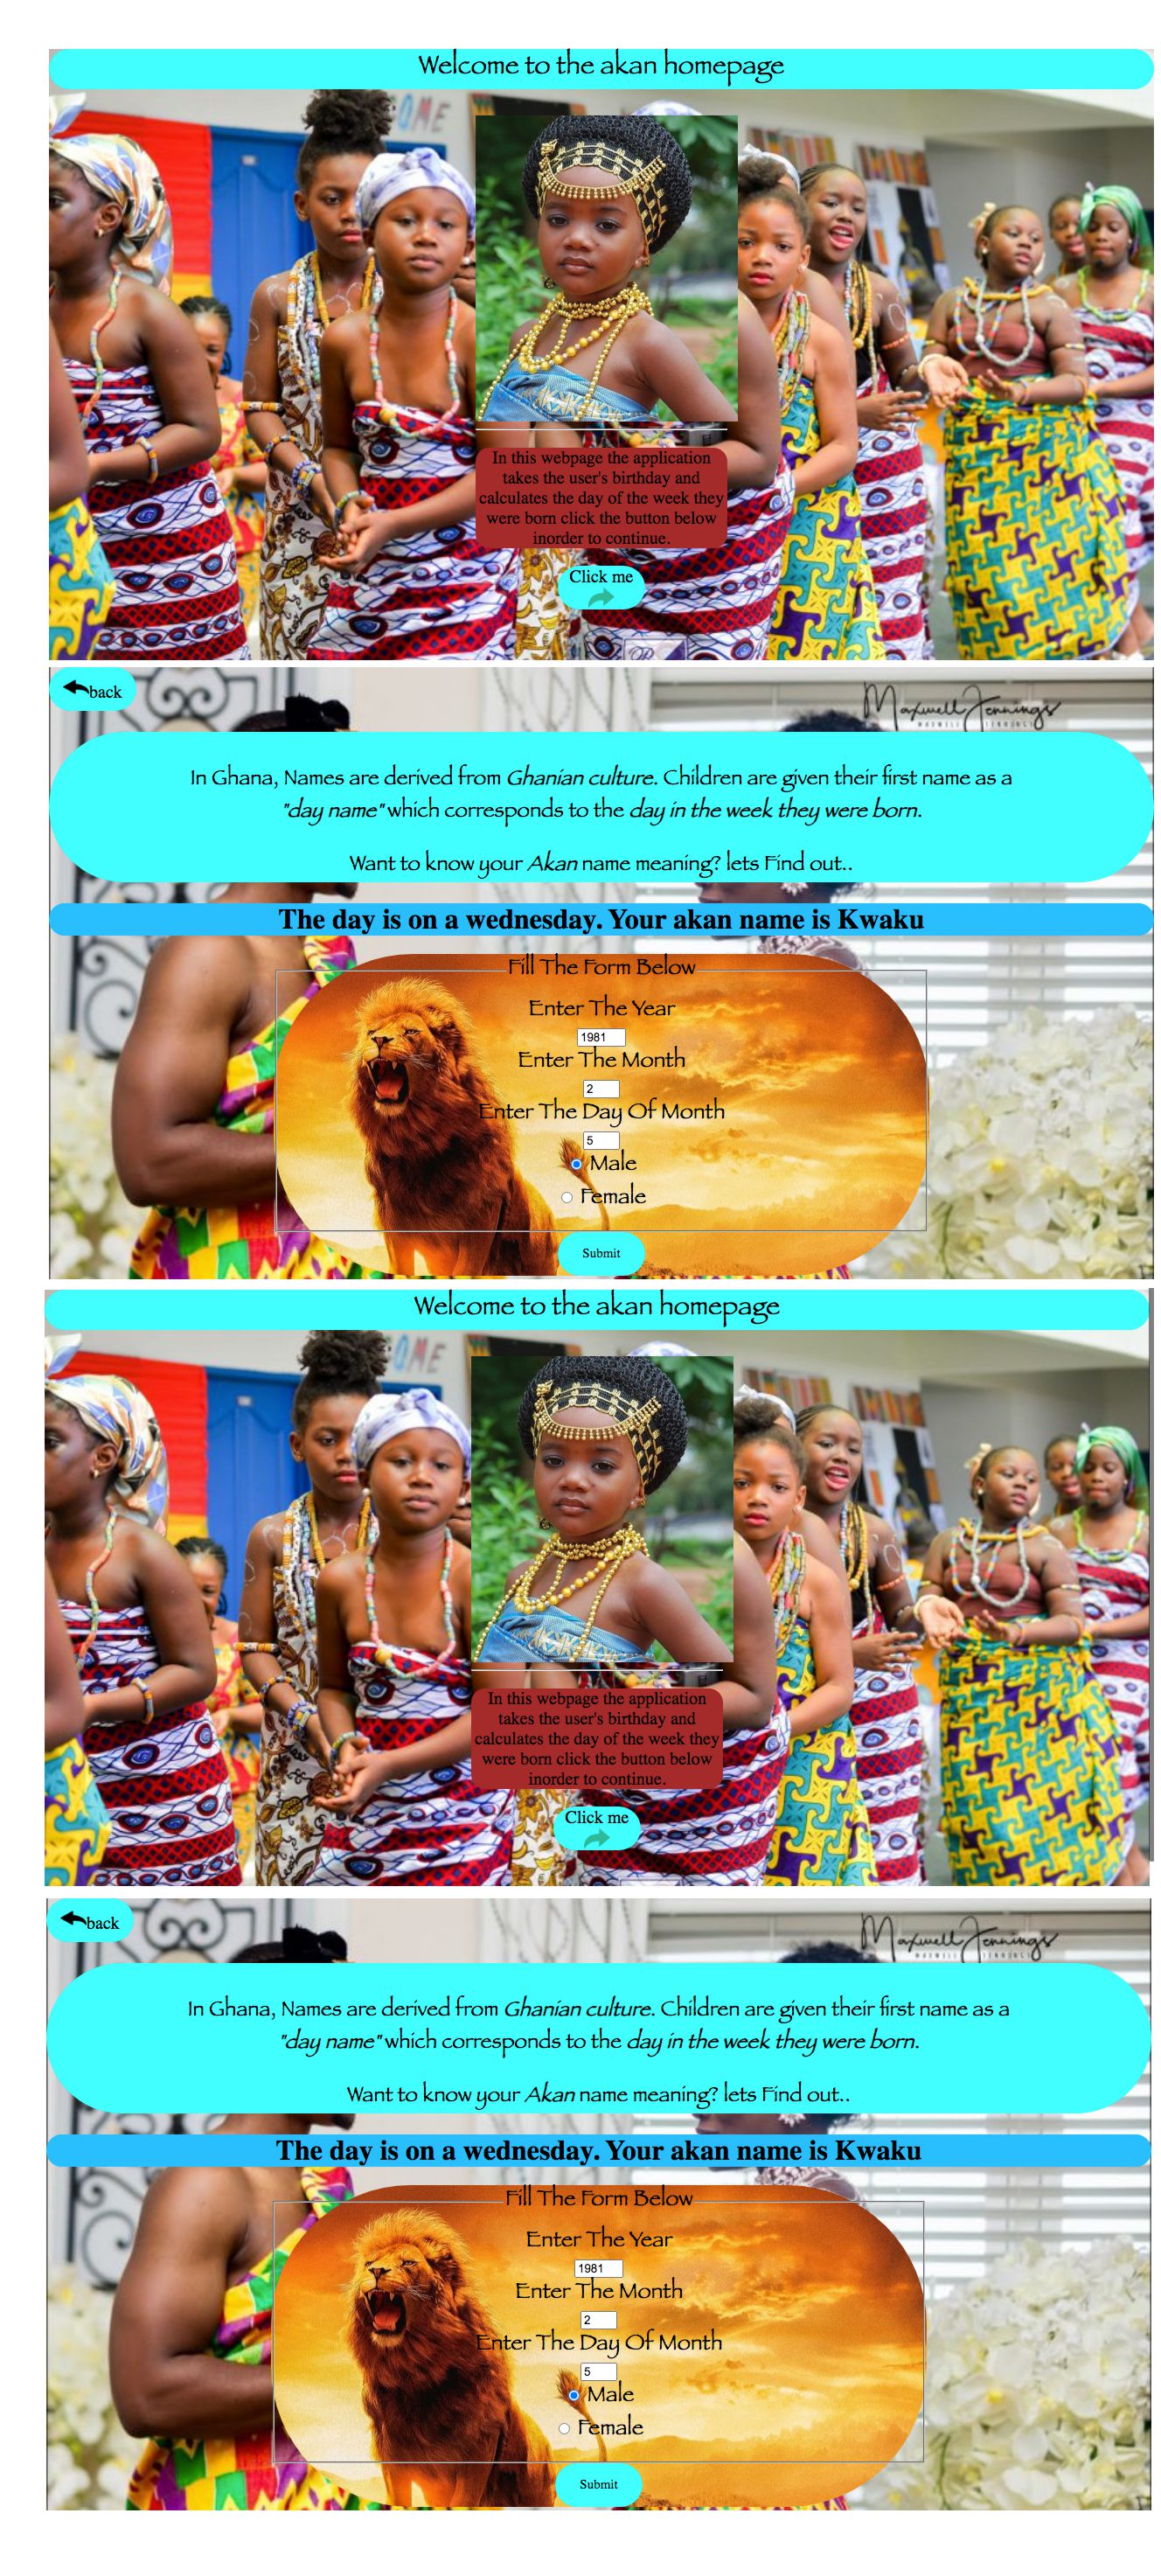 Welcome to the akan homepage
OME
In this webpage the application
takes the user's birthday and
calculates the day of the week they
were born click the button below
inorder to continue.
Click me
back
Maxwell Jennings
MAXWELL JENNINGS
In Ghana, Names are derived from Ghanian culture. Children are given their first name as a
"day name" which corresponds to the day in the week they were born.
Want to know your Akan name meaning? lets Find out..
The day is on a wednesday. Your akan name is Kwaku
Fill The Form Below
Enter The Year
1981
Enter The Month
2
Enter The Day Of Month
5
Male
Female
Submit
Welcome to the akan homepage
OME
In this webpage the application
takes the user's birthday and
calculates the day of the week they
were born click the button below
inorder to continue.
Click me
back
Maxwell Jennings
MAXWELL JENNINGS
In Ghana, Names are derived from Ghanian culture. Children are given their first name as a
"day name" which corresponds to the day in the week they were born.
Want to know your Akan name meaning? lets Find out..
The day is on a wednesday. Your akan name is Kwaku
Fill The Form Below
Enter The Year
1981
Enter The Month
2
Enter The Day Of Month
5
Male
Female
Submit